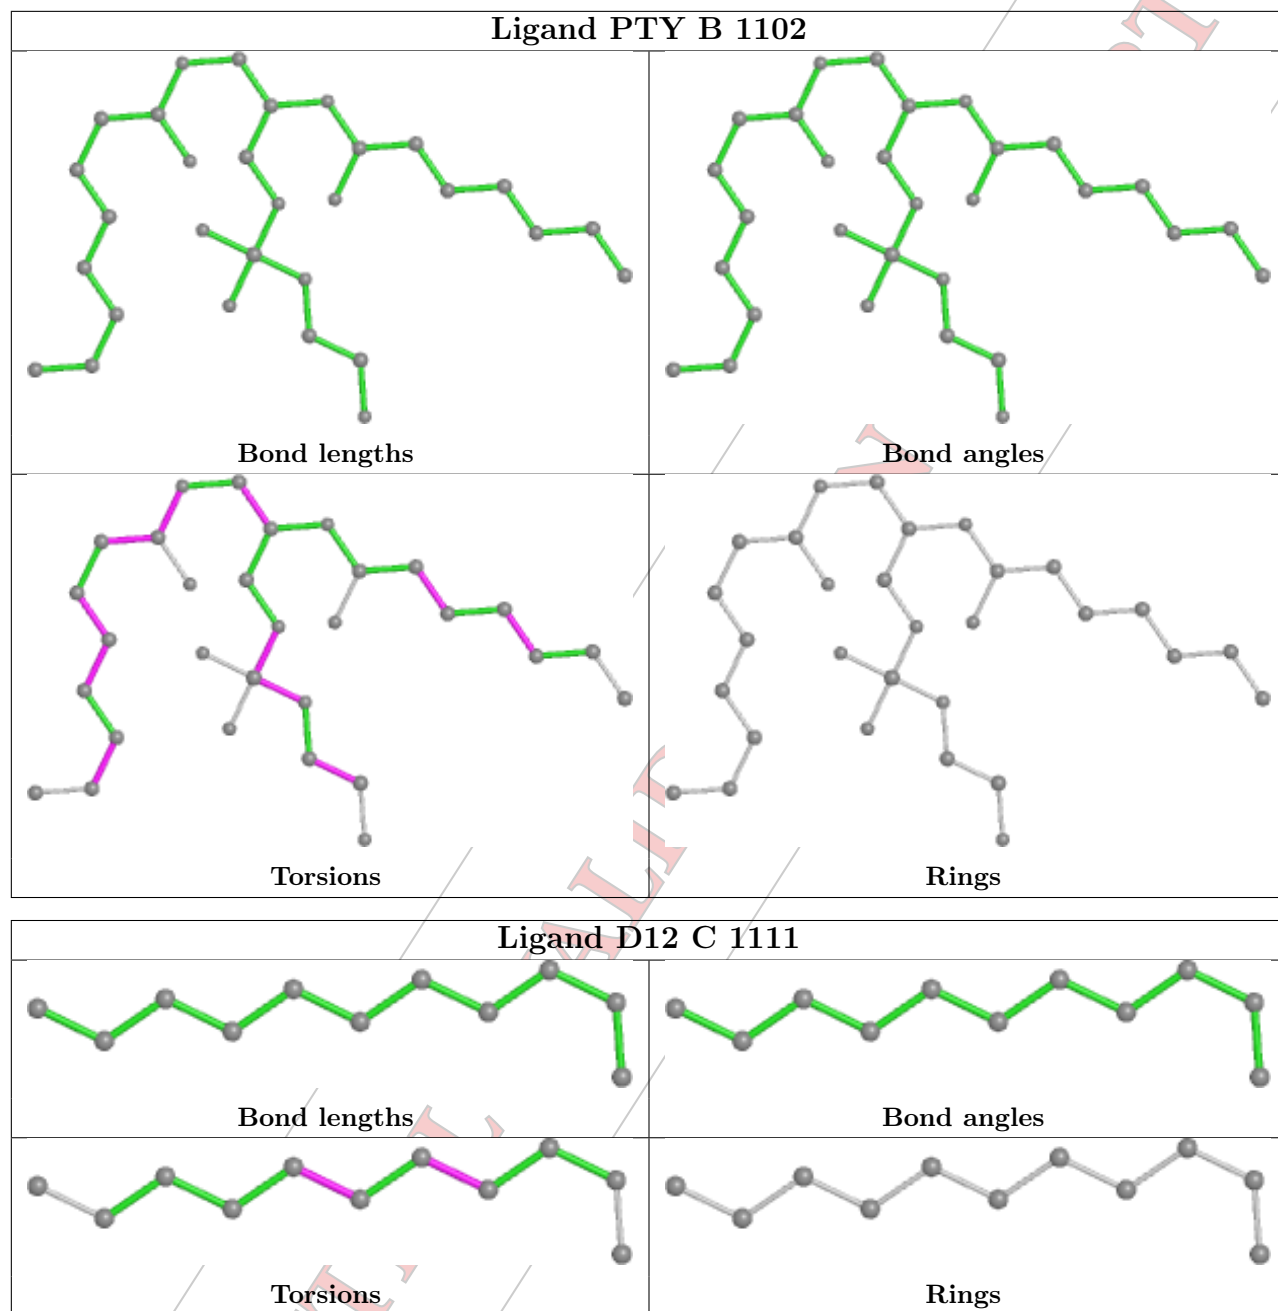 Ligand PTY B 1102
Bond lengths
Bond angles
Torsions
Rings
Ligand D12 C 1111
Bond lengths
Bond angles
Torsions
Rings